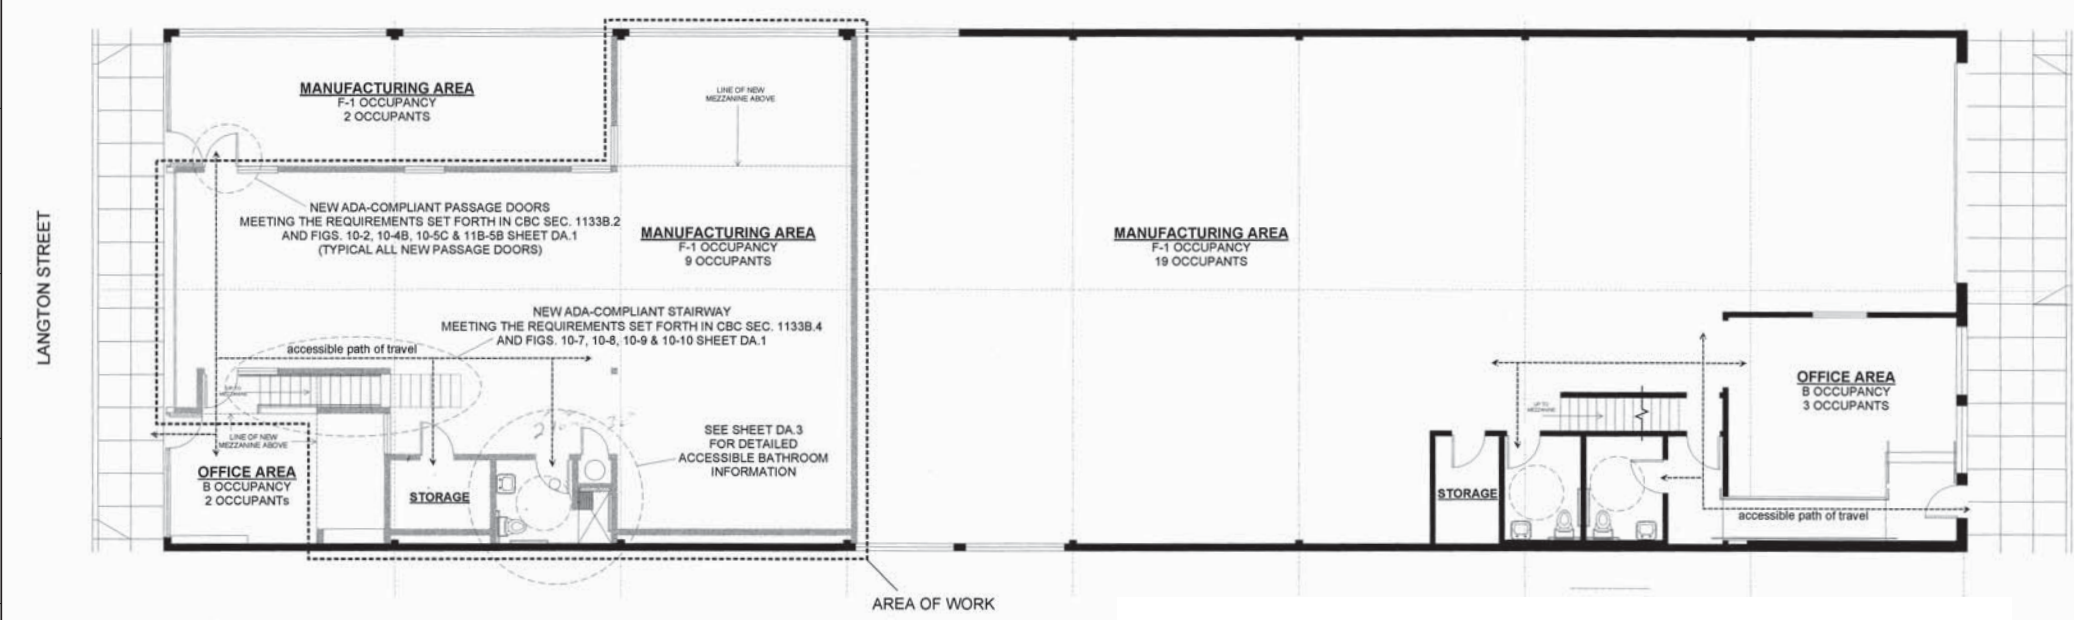 LANGTON STREET
MANUFACTURING AREA
F-1 OCCUPANCY
2 OCCUPANTS
LINE OF NEW
MEZZANINE ABOVE
NEW ADA-COMPLIANT PASSAGE DOORS
MEETING THE REQUIREMENTS SET FORTH IN CBC SEC. 1133B.2
AND FIGS. 10-2, 10-4B, 10-5C & 11B-5B SHEET DA.1
(TYPICAL ALL NEW PASSAGE DOORS)
MANUFACTURING AREA
F-1 OCCUPANCY
9 OCCUPANTS
NEW ADA-COMPLIANT STAIRWAY
MEETING THE REQUIREMENTS SET FORTH IN CBC SEC. 1133B.4
AND FIGS. 10-7, 10-8, 10-9 & 10-10 SHEET DA.1
accessible path of travel
LINE OF NEW
MEZZANINE ABOVE
OFFICE AREA
B OCCUPANCY
2 OCCUPANTs
STORAGE
SEE SHEET DA.3
FOR DETAILED
ACCESSIBLE BATHROOM
INFORMATION
AREA OF WORK
MANUFACTURING AREA
F-1 OCCUPANCY
19 OCCUPANTS
UP TO
MEZZANINE
STORAGE
OFFICE AREA
B OCCUPANCY
3 OCCUPANTS
accessible path of travel